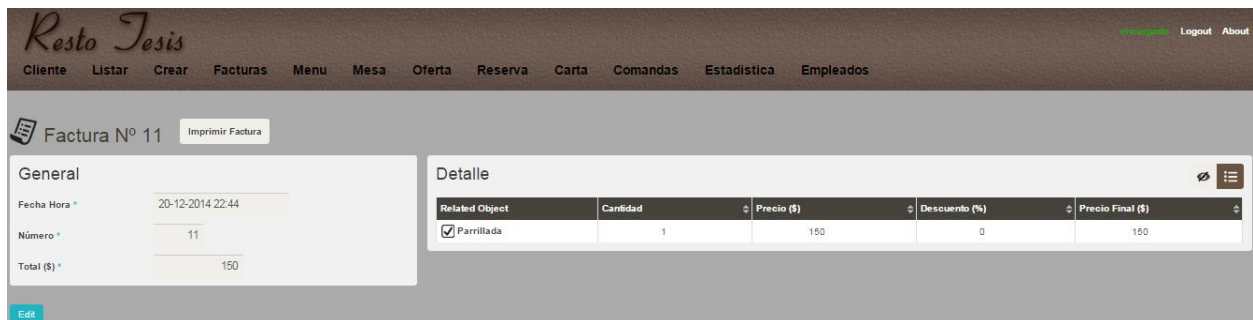 Resto Tesis
encargado Logout About
Cliente Listar Crear Facturas Menu Mesa Oferta Reserva Carta Comandas Estadistica Empleados
Factura Nº 11 Imprimir Factura
General
Fecha Hora * 20-12-2014 22:44
Número * 11
Total ($) * 150
Detalle
Related Object Cantidad Precio ($) Descuento (%) Precio Final ($)
Parrillada 1 150 0 150
Edit